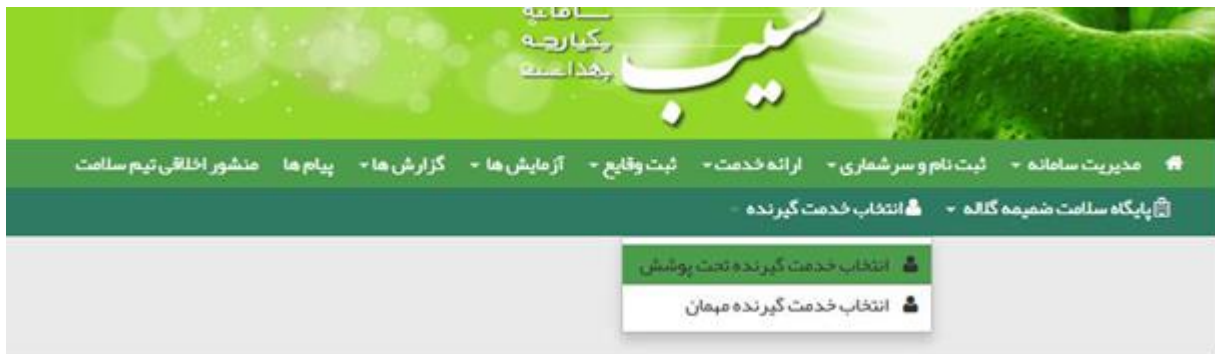 سامانه
یکپارچه
بهداشت
سیب
مدیریت سامانه ثبت نام و سرشماری ارائه خدمت ثبت وقایع آزمایش ها گزارش ها پیام ها منشور اخلاقی تیم سلامت
پایگاه سلامت ضمیمه گلاله انتخاب خدمت گیرنده
انتخاب خدمت گیرنده تحت پوشش
انتخاب خدمت گیرنده مهمان